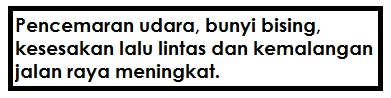 Pencemaran udara, bunyi bising,
kesesakan lalu lintas dan kemalangan
jalan raya meningkat.